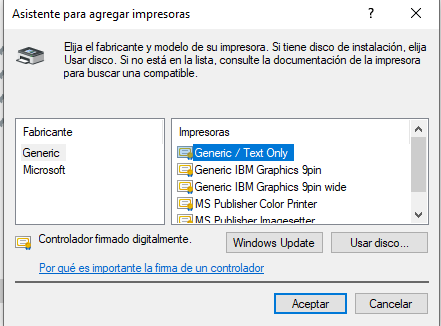 Asistente para agregar impresoras
Elija el fabricante y modelo de su impresora. Si tiene disco de instalación, elija
Usar disco. Si no está en la lista, consulte la documentación de la impresora
para buscar una compatible.
Fabricante
Generic
Microsoft
Impresoras
Generic / Text Only
Generic IBM Graphics 9pin
Generic IBM Graphics 9pin wide
MS Publisher Color Printer
MS Publisher Imagesetter
Controlador firmado digitalmente.
Windows Update
Usar disco...
Por qué es importante la firma de un controlador
Aceptar
Cancelar